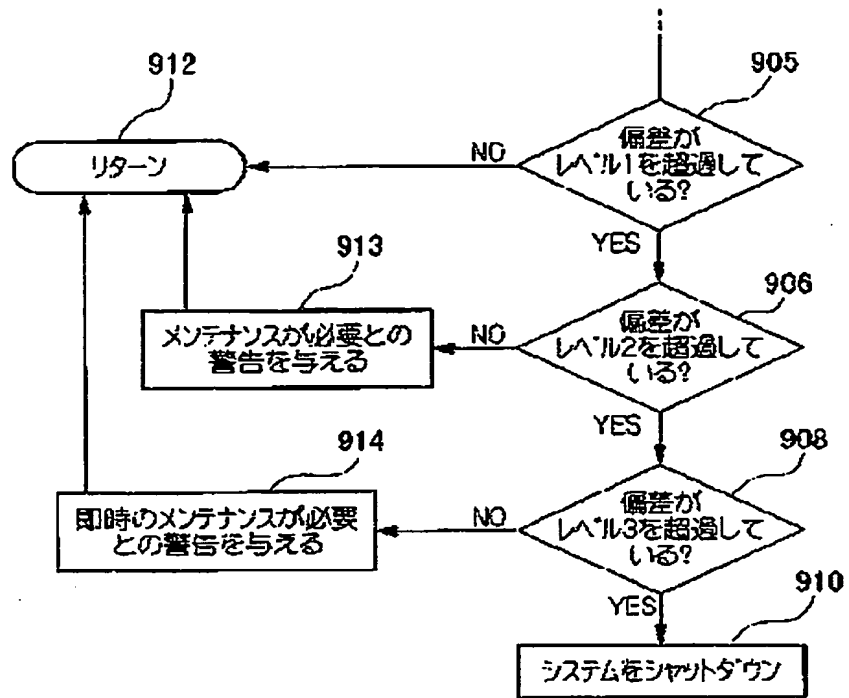 905
912
偏差が
レベル1を超過して
いる?
NO
リターン
YES
913
906
偏差が
レベル2を超過して
いる?
NO
メンテナンスが必要との
警告を与える
YES
914
908
偏差が
レベル3を超過して
いる?
NO
即時のメンテナンスが必要
との警告を与える
YES
910
システムをシャットダウン